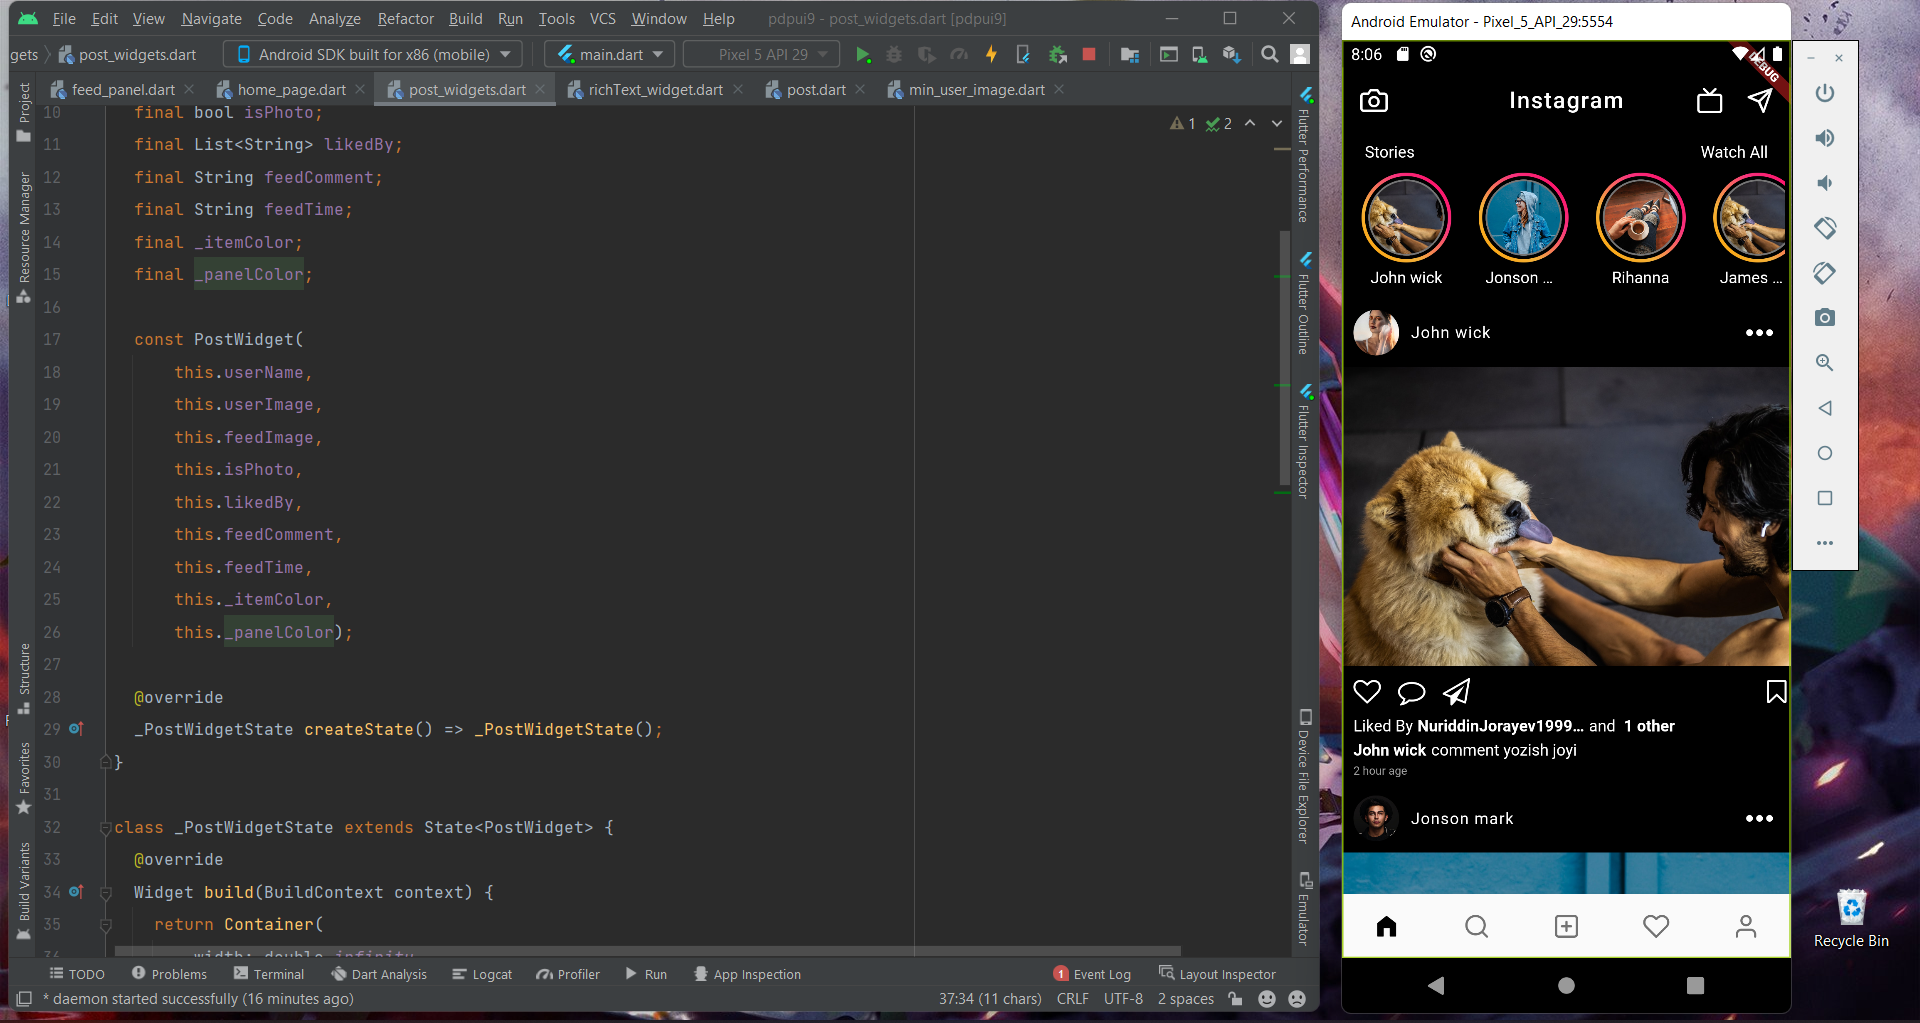 File Edit View Navigate Code Analyze Refactor Build Run Tools VCS Window Help pdpui9 - post_widgets.dart [pdpui9]
gets post_widgets.dart Android SDK built for x86 (mobile) main.dart Pixel 5 API 29
feed_panel.dart home_page.dart post_widgets.dart richText_widget.dart post.dart min_user_image.dart
1 2
10 final bool isPhoto;
11 final List<String> likedBy;
12 final String feedComment;
13 final String feedTime;
14 final _itemColor;
15 final _panelColor;
16
17 const PostWidget(
18 this.userName,
19 this.userImage,
20 this.feedImage,
21 this.isPhoto,
22 this.likedBy,
23 this.feedComment,
24 this.feedTime,
25 this._itemColor,
26 this._panelColor);
27
28 @override
29 _PostWidgetState createState() => _PostWidgetState();
30 }
31
32 class _PostWidgetState extends State<PostWidget> {
33 @override
34 Widget build(BuildContext context) {
35 return Container(
36 width: double.infinity,
Project
Resource Manager
Structure
Favorites
Build Variants
Flutter Performance
Flutter Outline
Flutter Inspector
Device File Explorer
Emulator
TODO Problems Terminal Dart Analysis Logcat Profiler Run App Inspection 1 Event Log Layout Inspector
* daemon started successfully (16 minutes ago) 37:34 (11 chars) CRLF UTF-8 2 spaces
Android Emulator - Pixel_5_API_29:5554
8:06
DEBUG
Instagram
Stories Watch All
John wick Jonson ... Rihanna James ...
John wick
Liked By NuriddinJorayev1999... and 1 other
John wick comment yozish joyi
2 hour ago
Jonson mark
Recycle Bin